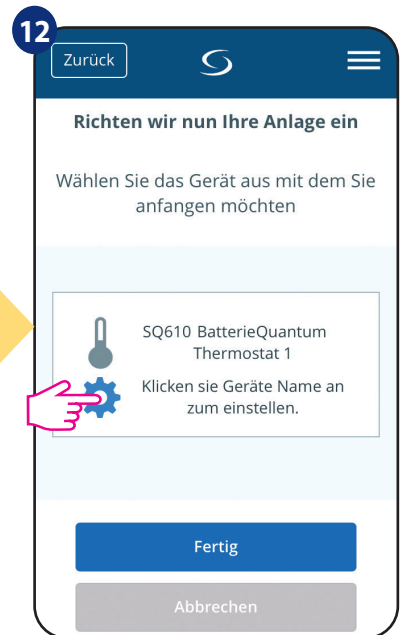 12
Zurück
Richten wir nun Ihre Anlage ein
Wählen Sie das Gerät aus mit dem Sie
anfangen möchten
SQ610 BatterieQuantum
Thermostat 1
Klicken sie Geräte Name an
zum einstellen.
Fertig
Abbrechen